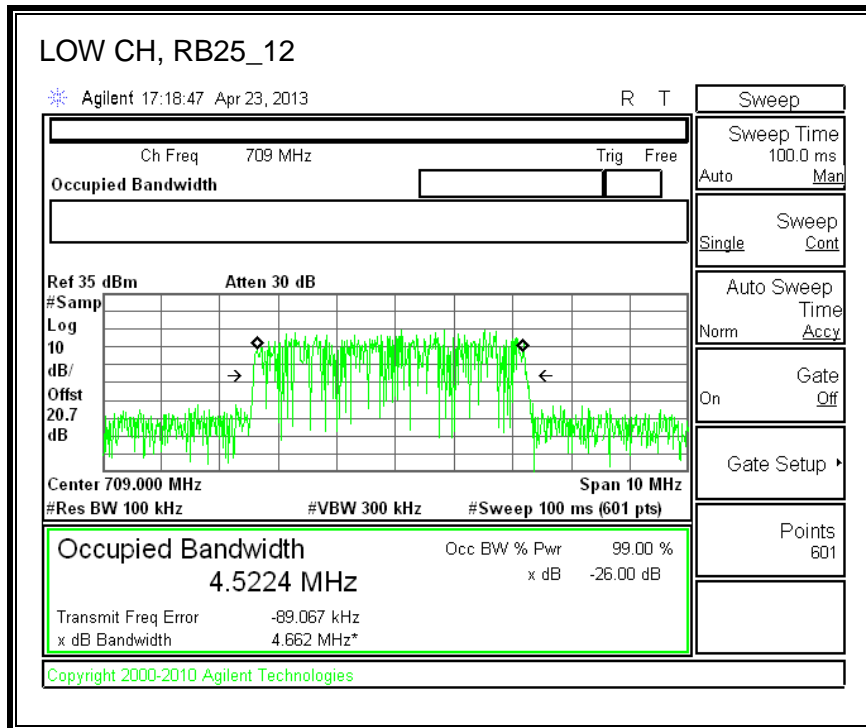 LOW CH, RB25_12
Agilent 17:18:47 Apr 23, 2013 R T
Ch Freq 709 MHz Trig Free
Occupied Bandwidth
Ref 35 dBm Atten 30 dB
#Samp
Log
10
dB/
Offst
20.7
dB
Center 709.000 MHz Span 10 MHz
#Res BW 100 kHz #VBW 300 kHz #Sweep 100 ms (601 pts)
Occupied Bandwidth
4.5224 MHz
Occ BW % Pwr 99.00 %
x dB -26.00 dB
Transmit Freq Error -89.067 kHz
x dB Bandwidth 4.662 MHz*
Copyright 2000-2010 Agilent Technologies
Sweep
Sweep Time
100.0 ms
Auto Man
Sweep
Single Cont
Auto Sweep
Time
Norm Accy
Gate
On Off
Gate Setup
Points
601